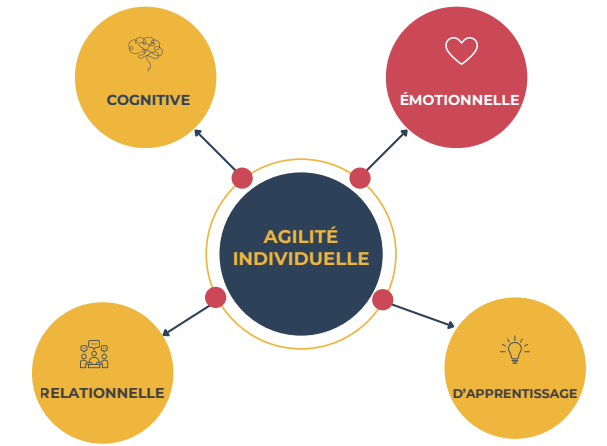 COGNITIVE
ÉMOTIONNELLE
AGILITÉ
INDIVIDUELLE
RELATIONNELLE
D'APPRENTISSAGE